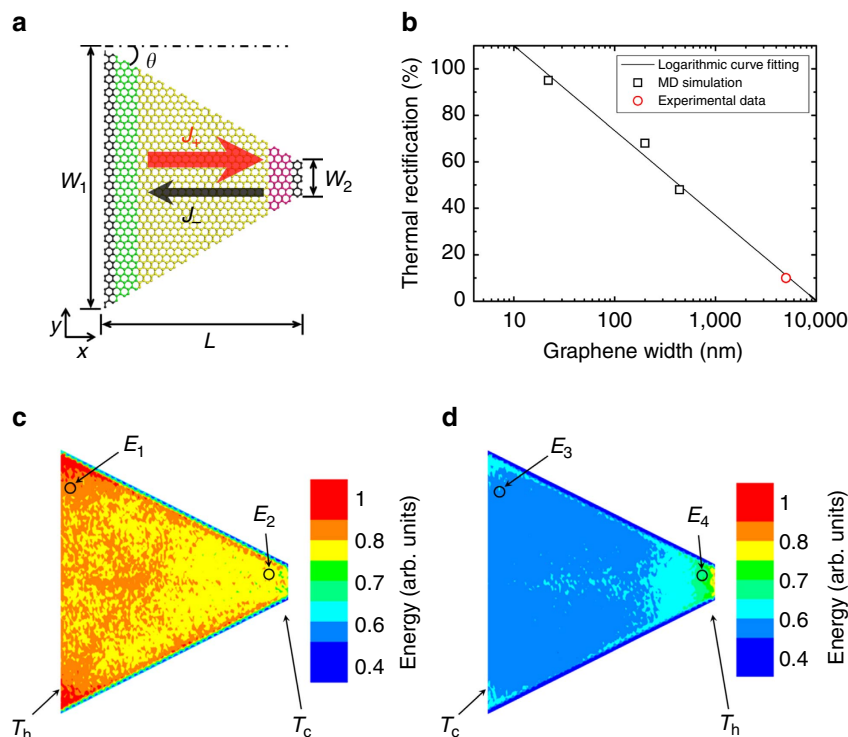 a
θ
W1
J+
J−
W2
y
x
L
b
Thermal rectification (%)
100
80
60
40
20
0
Logarithmic curve fitting
MD simulation
Experimental data
10
100
1,000
10,000
Graphene width (nm)
c
E1
E2
Th
Tc
1
0.8
0.7
0.6
0.4
Energy (arb. units)
d
E3
E4
Tc
Th
1
0.8
0.7
0.6
0.4
Energy (arb. units)